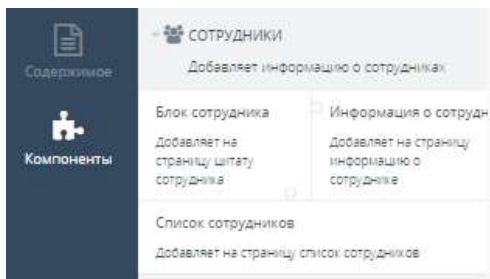 Содержимое
Компоненты
СОТРУДНИКИ
Добавляет информацию о сотрудниках
Блок сотрудника
Добавляет на
страницу цитату
сотрудника
Информация о сотрудн
Добавляет на страницу
информацию о
сотруднике
Список сотрудников
Добавляет на страницу список сотрудников